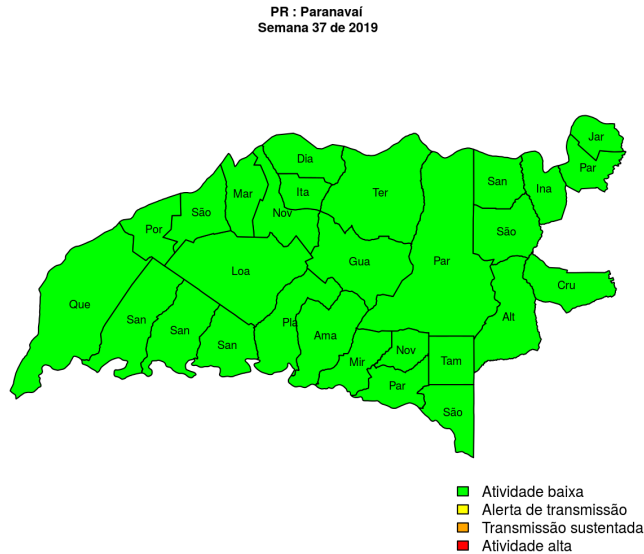 PR : Paranavaí
Semana 37 de 2019
Jar
Par
Dia
San
Ina
Ita
Ter
Mar
São
Nov
Por
São
Par
Gua
Loa
Cru
Que
Alt
San
San
Pla
Ama
San
Nov
Mir
Tam
Par
São
Atividade baixa
Alerta de transmissão
Transmissão sustentada
Atividade alta